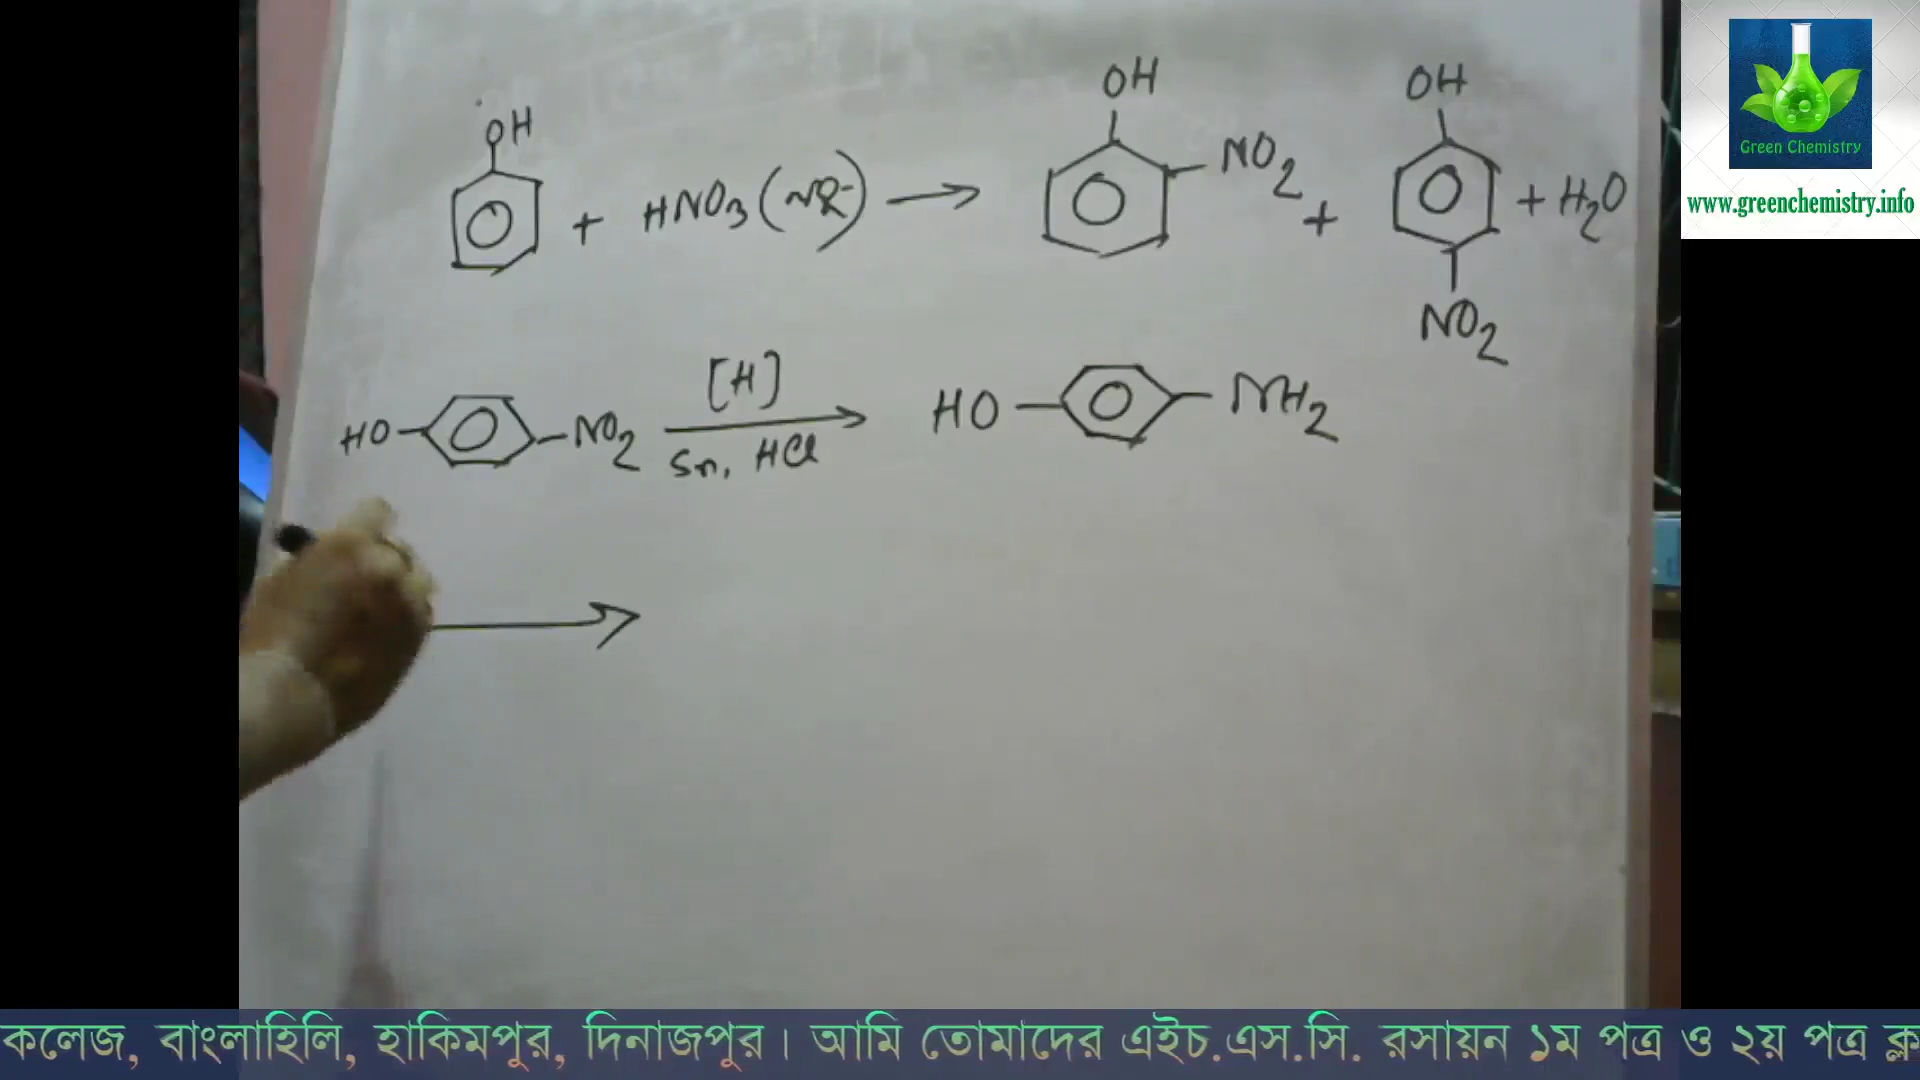 OH
+ HNO3 (লঘু) →
OH
NO2
+
OH
NO2
+ H2O
HO
NO2
[H]
Sn, HCl
HO
NH2
Green Chemistry
www.greenchemistry.info
কলেজ, বাংলাহিলি, হাকিমপুর, দিনাজপুর। আমি তোমাদের এইচ.এস.সি. রসায়ন ১ম পত্র ও ২য় পত্র